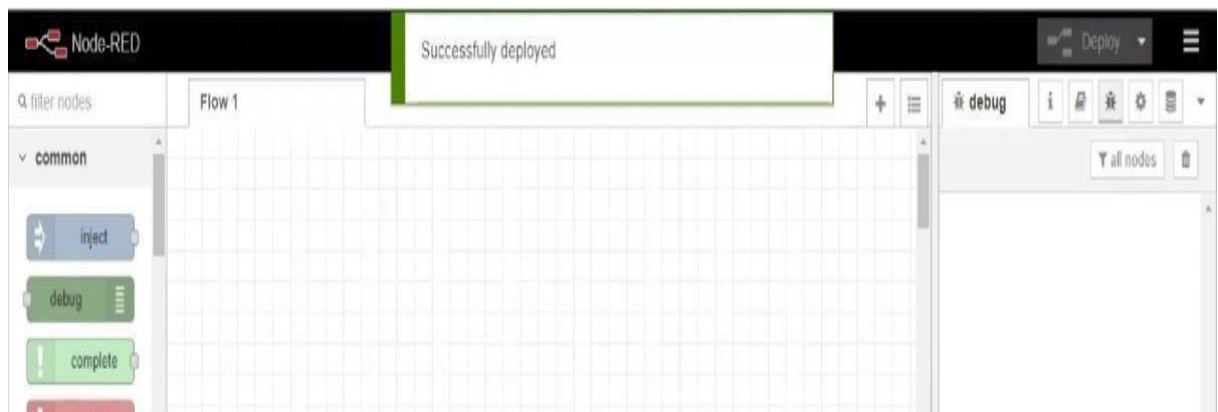 Node-RED
Successfully deployed
Deploy
filter nodes
Flow 1
debug
i
all nodes
common
inject
debug
complete